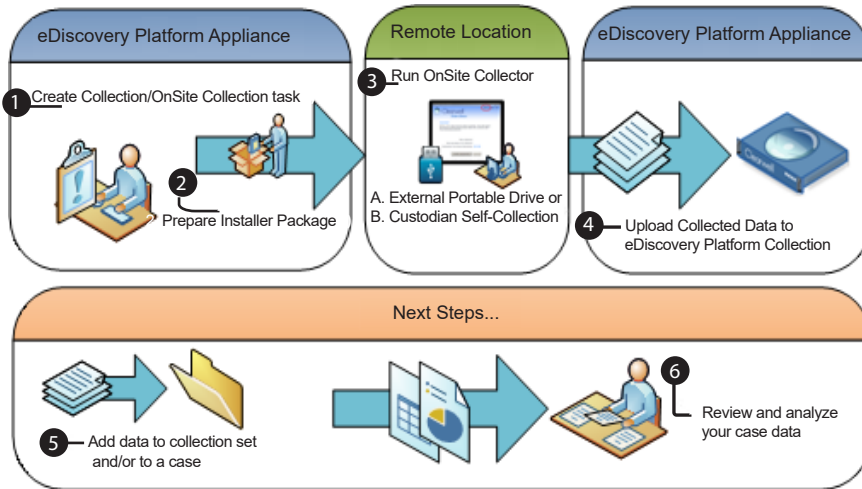 eDiscovery Platform Appliance
1
Create Collection/OnSite Collection task
2
Prepare Installer Package
Remote Location
3
Run OnSite Collector
A. External Portable Drive or
B. Custodian Self-Collection
eDiscovery Platform Appliance
Clearwell
4
Upload Collected Data to
eDiscovery Platform Collection
Next Steps...
5
Add data to collection set
and/or to a case
6
Review and analyze
your case data